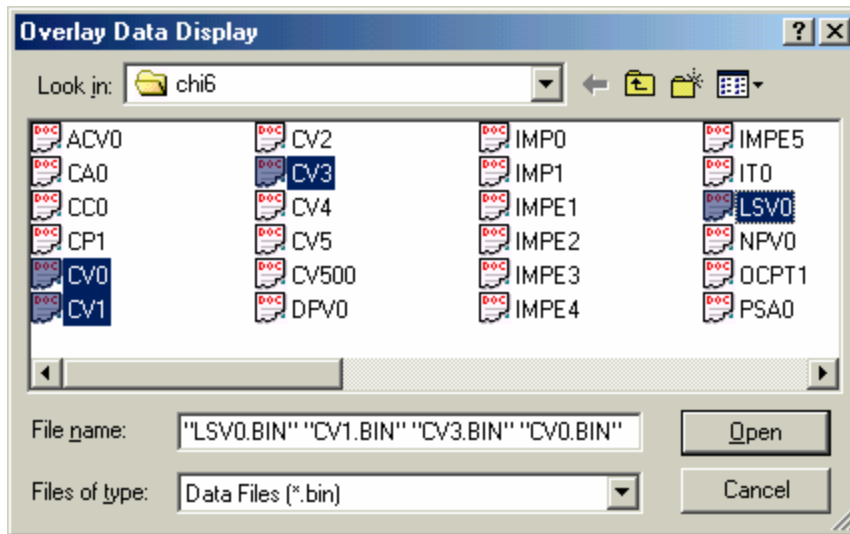 Overlay Data Display
Look in: chi6
ACV0 CV2 IMP0 IMPE5
CA0 CV3 IMP1 IT0
CC0 CV4 IMPE1 LSV0
CP1 CV5 IMPE2 NPV0
CV0 CV500 IMPE3 OCPT1
CV1 DPV0 IMPE4 PSA0
File name: "LSV0.BIN" "CV1.BIN" "CV3.BIN" "CV0.BIN" Open
Files of type: Data Files (*.bin) Cancel